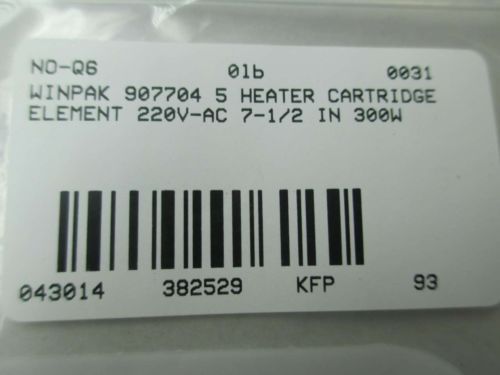 NO-Q6 01b 0031
WINPAK 907704 5 HEATER CARTRIDGE
ELEMENT 220V-AC 7-1/2 IN 300W
043014 382529 KFP 93